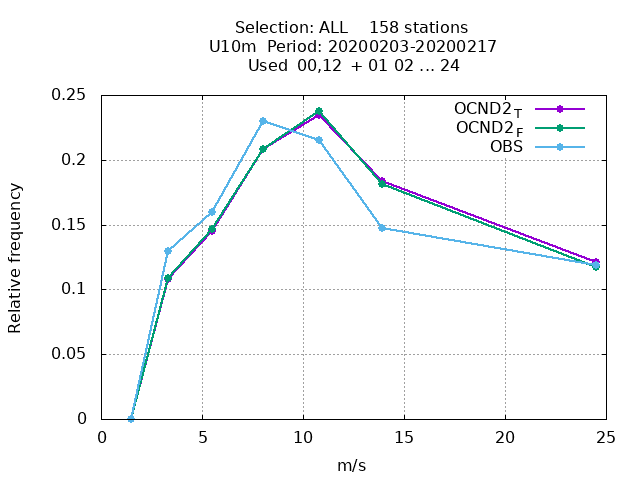 Selection: ALL    158 stations
U10m  Period: 20200203-20200217
Used  00,12  + 01 02 ... 24
0.25
0.2
0.15
0.1
0.05
0
Relative frequency
OCND2T
OCND2F
OBS
0 5 10 15 20 25
m/s